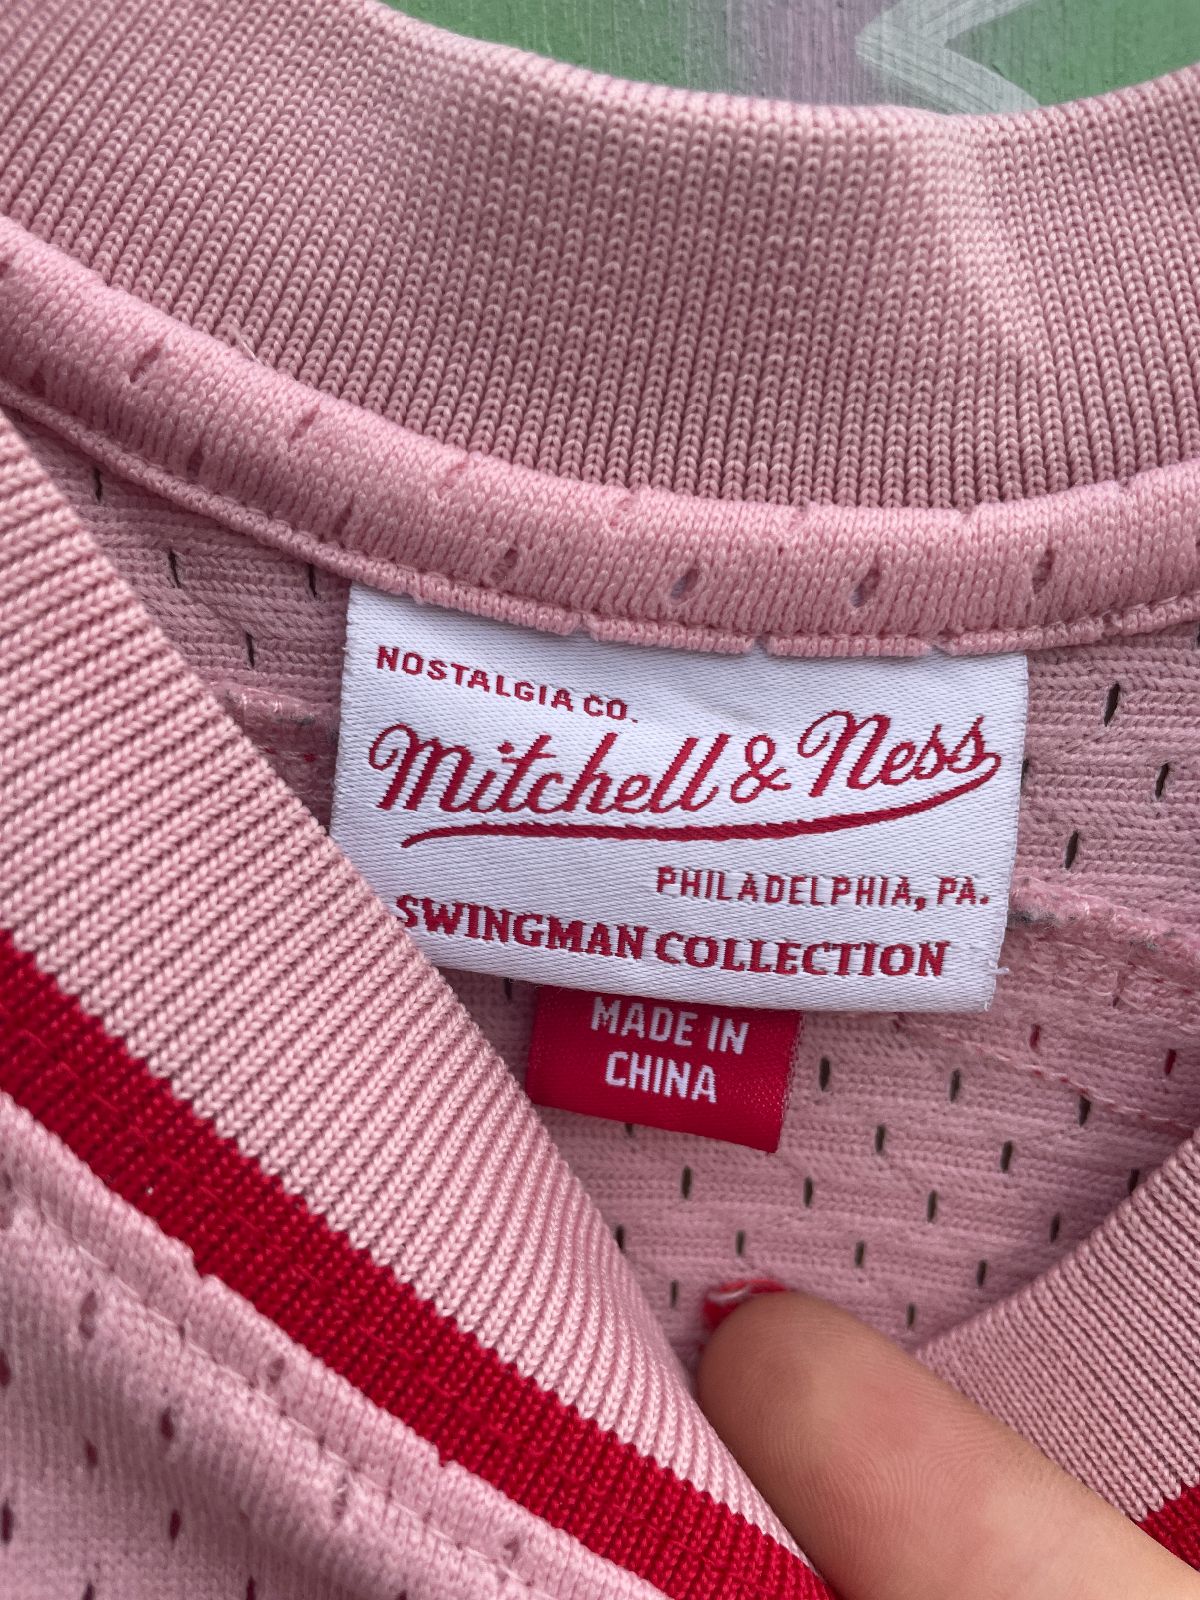 NOSTALGIA CO.
Mitchell & Ness
PHILADELPHIA, PA.
SWINGMAN COLLECTION
MADE IN
CHINA